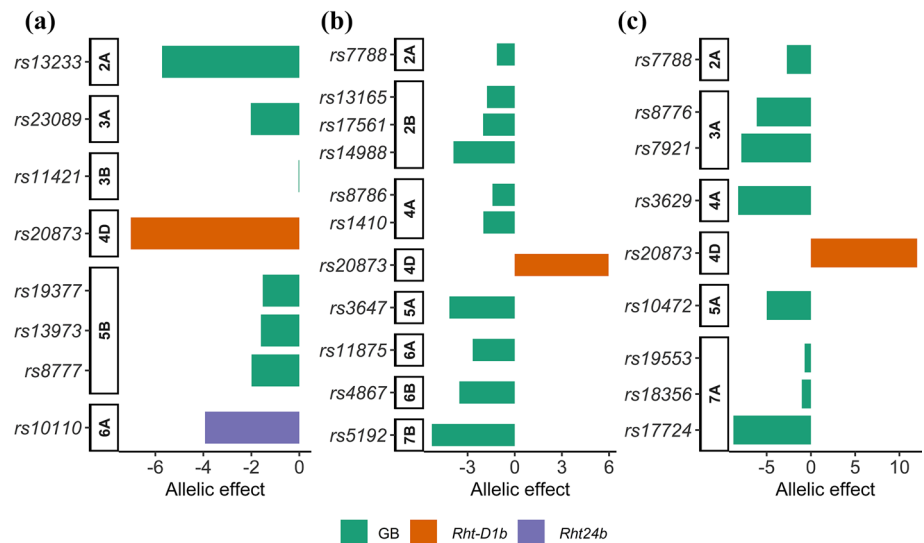 (a)
rs13233 2A
rs23089 3A
rs11421 3B
rs20873 4D
rs19377
rs13973 5B
rs8777
rs10110 6A
-6 -4 -2 0
Allelic effect
(b)
rs7788 2A
rs13165
rs17561 2B
rs14988
rs8786
rs1410
4A
rs20873 4D
rs3647 5A
rs11875 6A
rs4867 6B
rs5192 7B
-3 0 3 6
Allelic effect
(c)
rs7788 2A
rs8776
rs7921
3A
rs3629 4A
rs20873 4D
rs10472 5A
rs19553
rs18356 7A
rs17724
-5 0 5 10
Allelic effect
GB Rht-D1b Rht24b